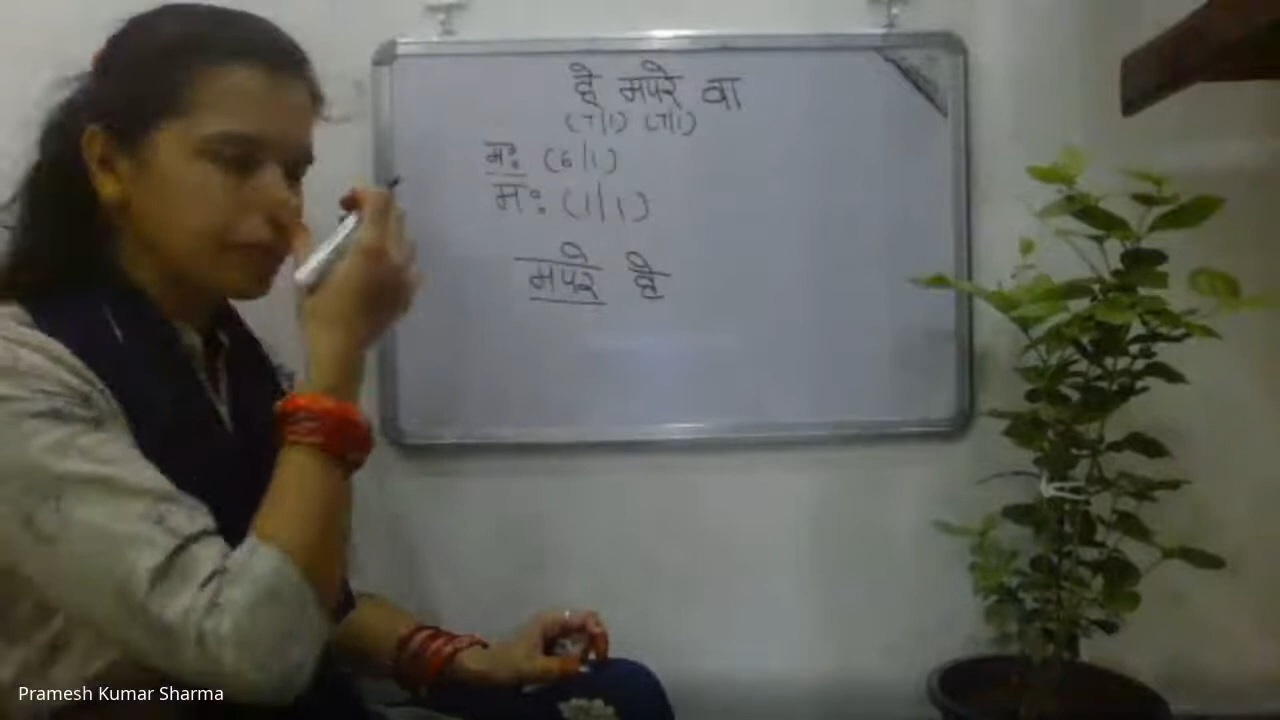 हे मपरे वा
(7/1) (7/1)
मः (6/1)
मः (1/1)
मपरे हे
Pramesh Kumar Sharma